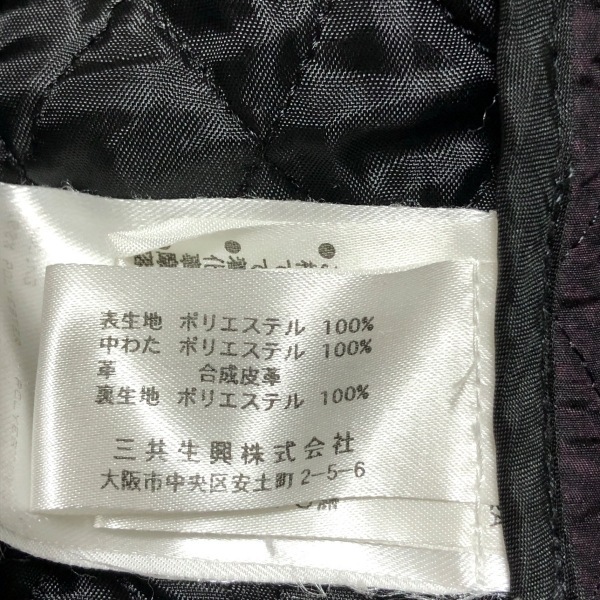 表生地 ポリエステル 100%
中わた ポリエステル 100%
革 合成皮革
裏生地 ポリエステル 100%
三共生興株式会社
大阪市中央区安土町2-5-6